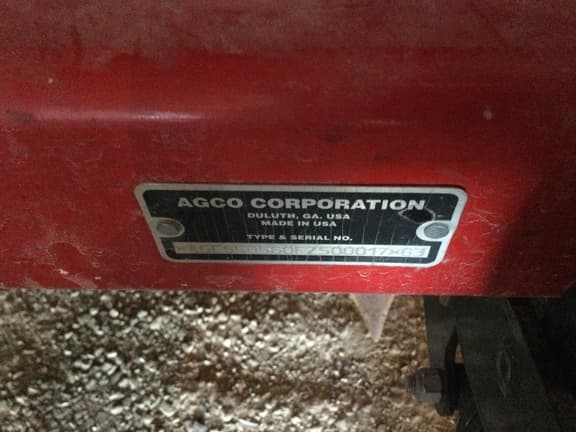 AGCO CORPORATION
DULUTH, GA. USA
MADE IN USA
TYPE & SERIAL NO.